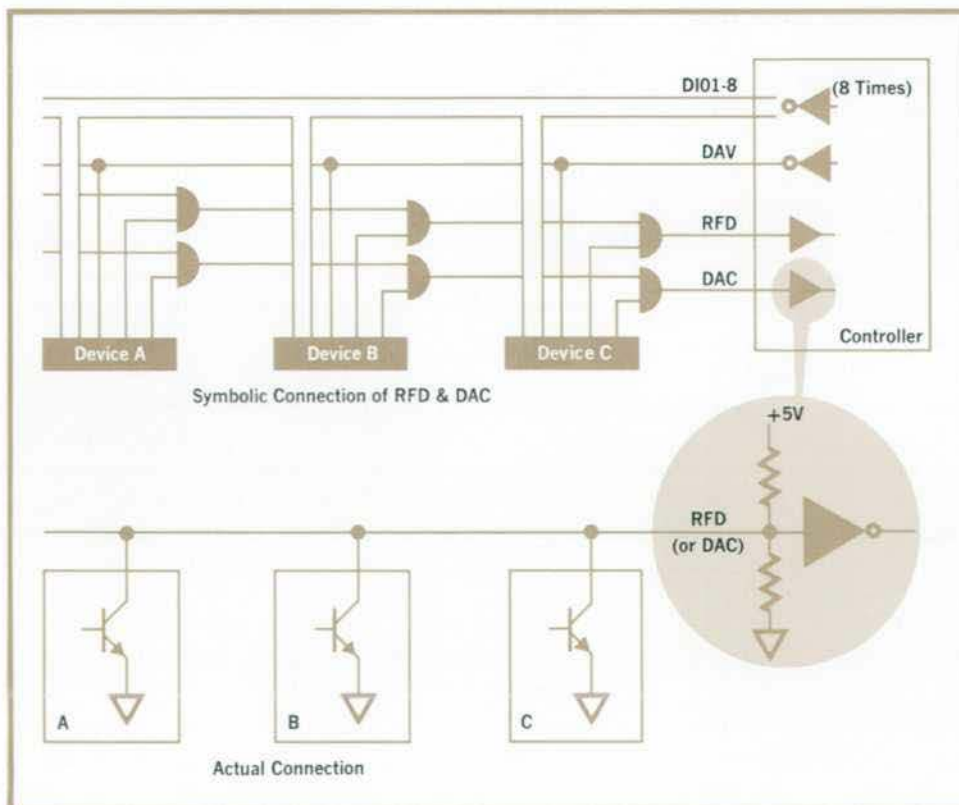 DI01-8
(8 Times)
DAV
RFD
DAC
Controller
Device A
Device B
Device C
Symbolic Connection of RFD & DAC
+5V
RFD
(or DAC)
A
B
C
Actual Connection